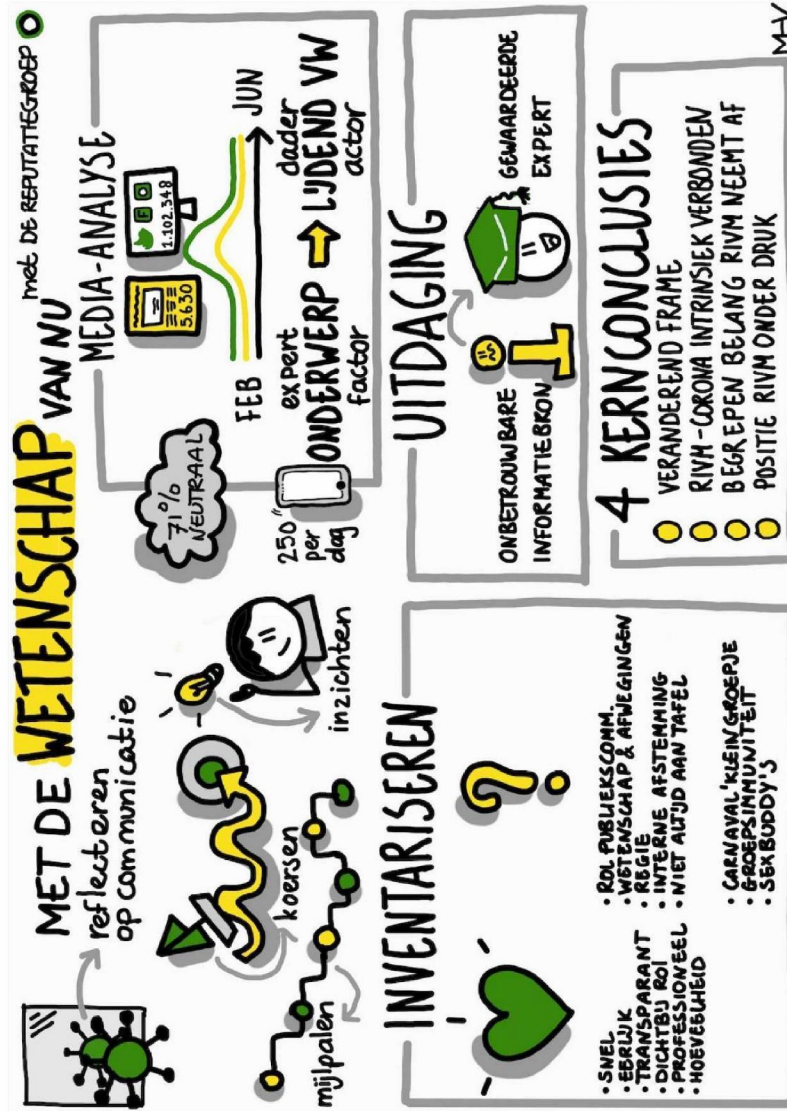 MET DE WETENSCHAP VAN NU
met DE REPUTATIEGROEP
reflecteren
op communicatie
koersen
mijlpalen
inzichten
MEDIA-ANALYSE
71%
NEUTRAAL
250"
per
dag
5.630
1.102.348
FEB
JUN
expert
dader
ONDERWERP
LIJDEND VW
factor
actor
INVENTARISEREN
• SNEL
• EERLIJK
• TRANSPARANT
• DICHTBIJ ROL
• PROFESSIONEEL
• HOEVEELHEID
?
• ROL PUBLIEKSCOMM.
• WETENSCHAP & AFWEGINGEN
• REGIE
• INTERNE AFSTEMMING
• NIET ALTIJD AAN TAFEL
• CARNAVAL 'KLEIN GROEPJE
• GROEPSIMMUNITEIT
• SEXBUDDY'S
UITDAGING
ONBETROUWBARE
INFORMATIEBRON
i
GEWAARDEERDE
EXPERT
4 KERNCONCLUSIES
VERANDEREND FRAME
RIVM-CORONA INTRINSIEK VERBONDEN
BEGREPEN BELANG RIVM NEEMT AF
POSITIE RIVM ONDER DRUK